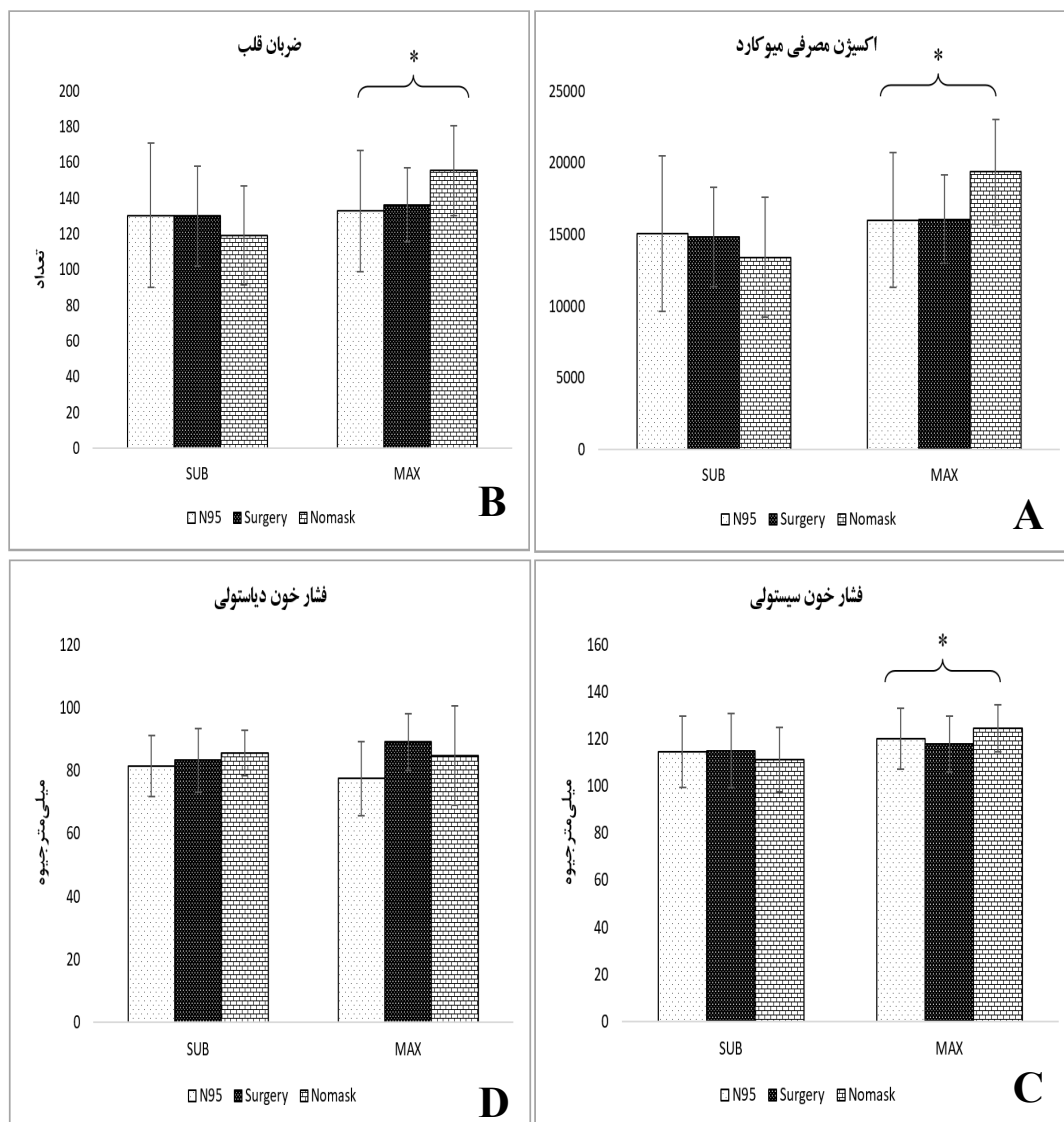 ضربان قلب
*
200
180
160
140
120
100
80
60
40
20
0
تعداد
SUB
MAX
N95
Surgery
Nomask
B
اکسیژن مصرفی میوکارد
*
25000
20000
15000
10000
5000
0
SUB
MAX
N95
Surgery
Nomask
A
فشار خون دیاستولی
120
100
80
60
40
20
0
میلی‌متر جیوه
SUB
MAX
N95
Surgery
Nomask
D
فشار خون سیستولی
*
160
140
120
100
80
60
40
20
0
میلی‌متر جیوه
SUB
MAX
N95
Surgery
Nomask
C